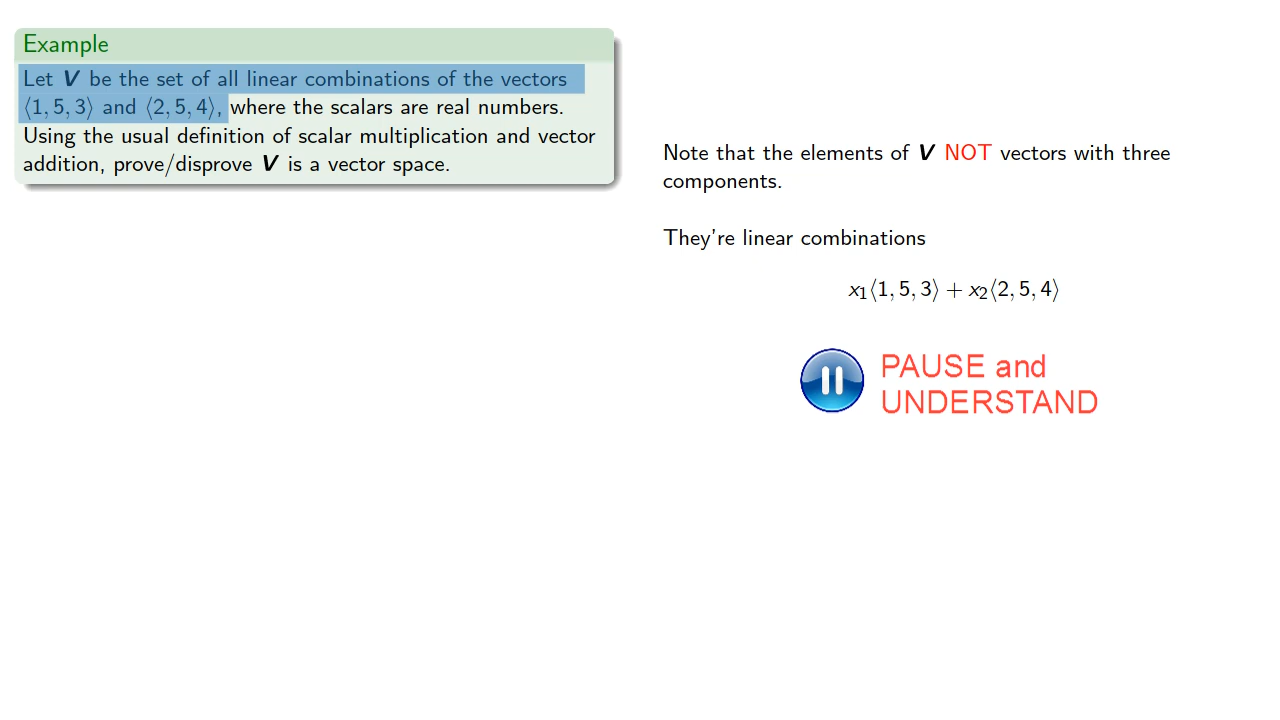 Example
Let V be the set of all linear combinations of the vectors
⟨1, 5, 3⟩ and ⟨2, 5, 4⟩, where the scalars are real numbers.
Using the usual definition of scalar multiplication and vector
addition, prove/disprove V is a vector space.
Note that the elements of V NOT vectors with three
components.
They're linear combinations
x₁⟨1, 5, 3⟩ + x₂⟨2, 5, 4⟩
PAUSE and
UNDERSTAND